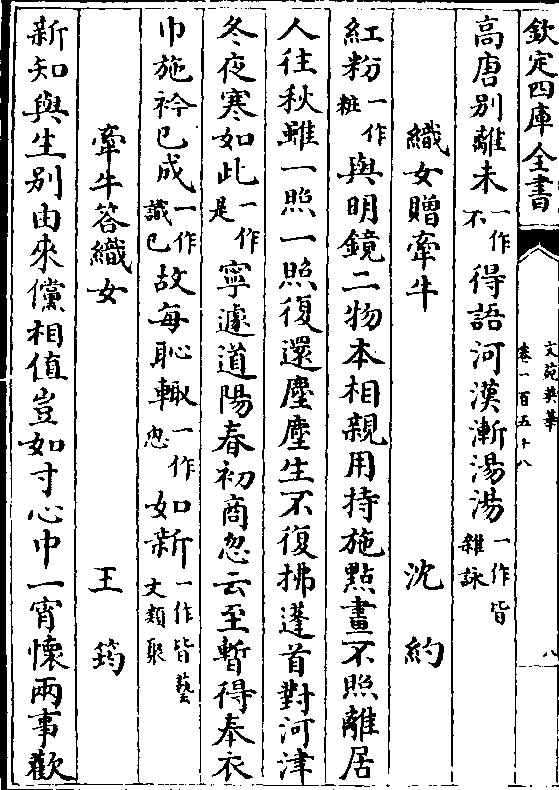 欽定四庫全書
文苑英華
卷一百五十八
八
高唐別離未一作不得語河漢漸湯湯一作皆雜詠
織女贈牽牛 沈約
紅粉一作粧與明鏡二物本相親用持施點畫不照離居
人往秋雖一照一照復還塵塵生不復拂蓬首對河津
冬夜寒如此一作是寧遽道陽春初商忽云至暫得奉衣
巾施衿已成一作識已故每恥輙一作忽如新一作皆藝文類聚
牽牛答織女 王筠
新知與生別由來儻相值豈如寸心中一宵懷兩事歡